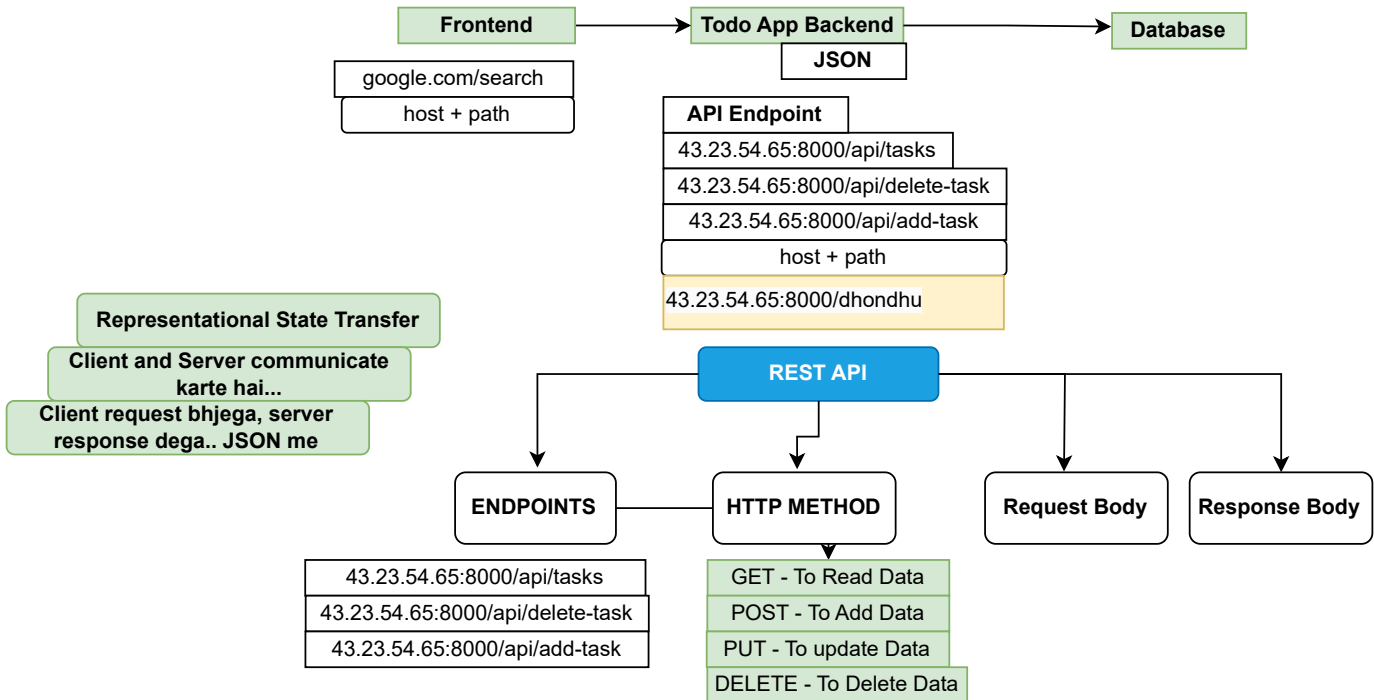 Frontend
Todo App Backend
Database
JSON
google.com/search
host + path
API Endpoint
43.23.54.65:8000/api/tasks
43.23.54.65:8000/api/delete-task
43.23.54.65:8000/api/add-task
host + path
43.23.54.65:8000/dhondhu
Representational State Transfer
Client and Server communicate
karte hai...
Client request bhjega, server
response dega.. JSON me
REST API
ENDPOINTS
HTTP METHOD
Request Body
Response Body
43.23.54.65:8000/api/tasks
43.23.54.65:8000/api/delete-task
43.23.54.65:8000/api/add-task
GET - To Read Data
POST - To Add Data
PUT - To update Data
DELETE - To Delete Data